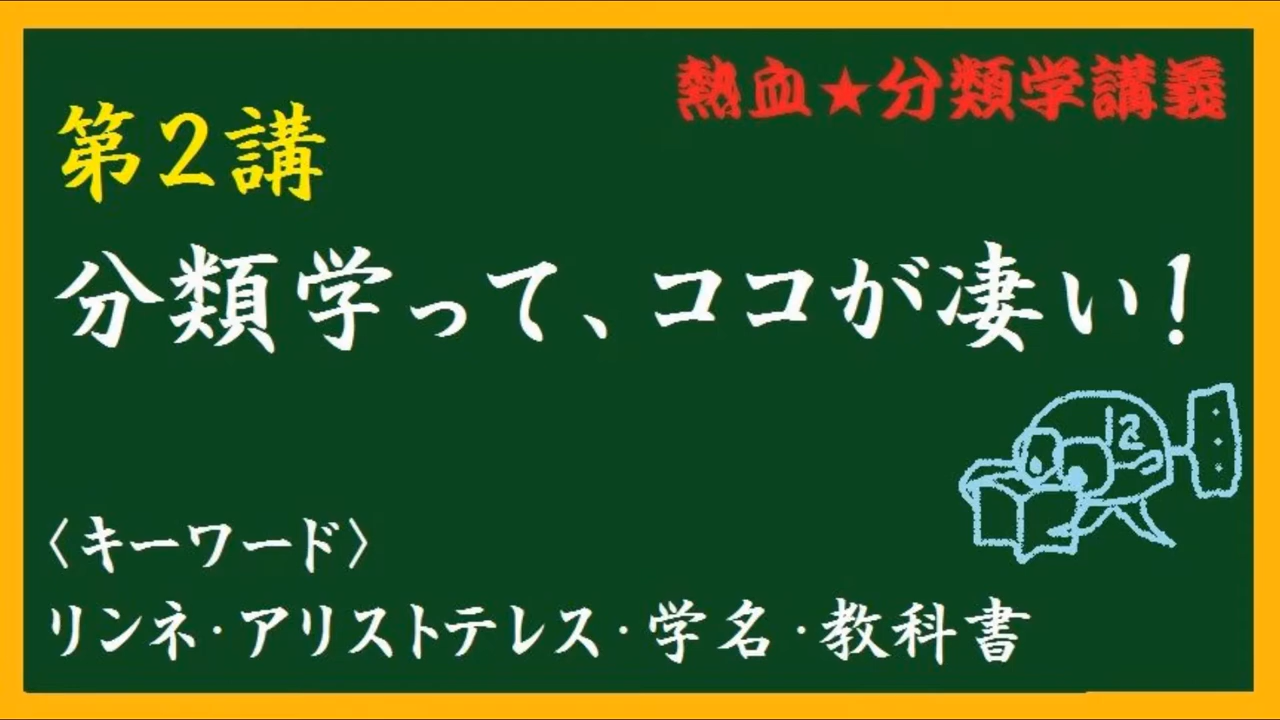 熱血★分類学講義
第2講
分類学って、ココが凄い!
12
〈キーワード〉
リンネ・アリストテレス・学名・教科書